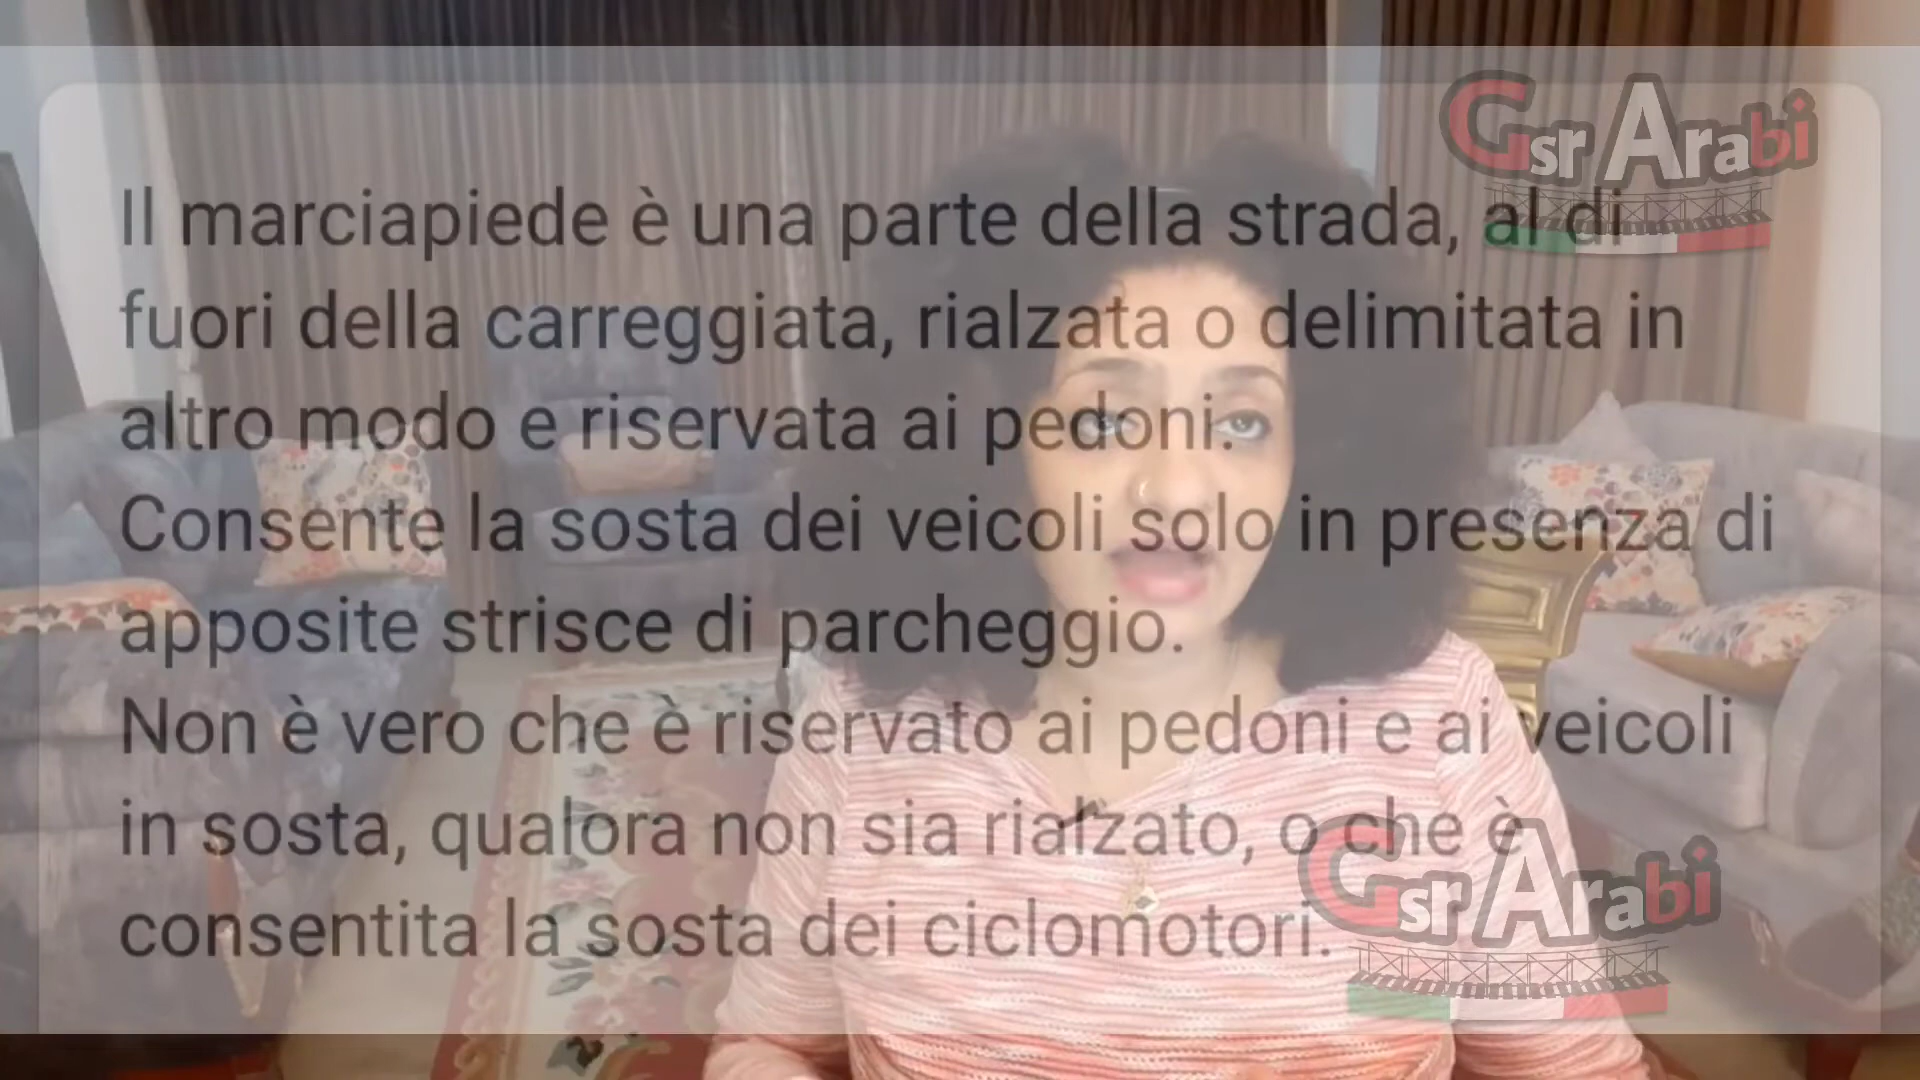 Gsr Arabi
Il marciapiede è una parte della strada, al di
fuori della carreggiata, rialzata o delimitata in
altro modo e riservata ai pedoni.
Consente la sosta dei veicoli solo in presenza di
apposite strisce di parcheggio.
Non è vero che è riservato ai pedoni e ai veicoli
in sosta, qualora non sia rialzato, o che è
consentita la sosta dei ciclomotori.
Gsr Arabi